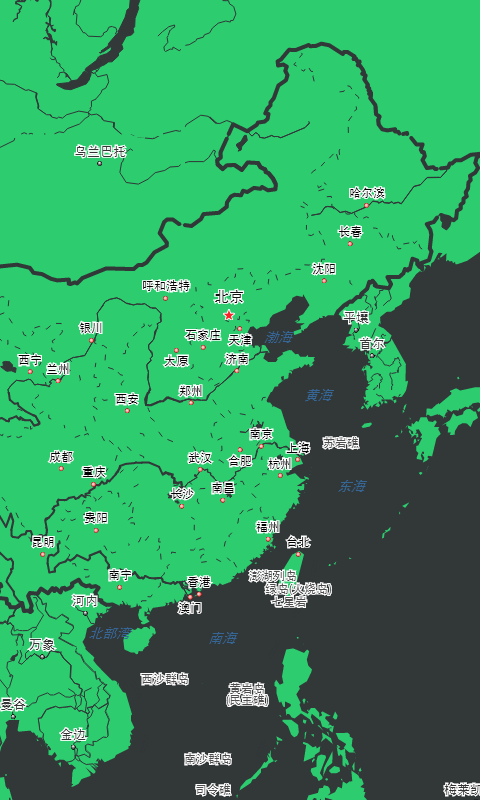 乌兰巴托
哈尔滨
长春
沈阳
呼和浩特
北京
平壤
银川
石家庄
天津
渤海
首尔
西宁
兰州
太原
济南
西安
郑州
黄海
南京
上海
苏岩礁
成都
武汉
合肥
杭州
重庆
东海
长沙
南昌
贵阳
福州
昆明
台北
南宁
澎湖列岛
香港
绿岛(火烧岛)
河内
澳门
七星岩
北部湾
南海
万象
西沙群岛
黄岩岛
(民主礁)
曼谷
金边
南沙群岛
司令礁
梅莱凯